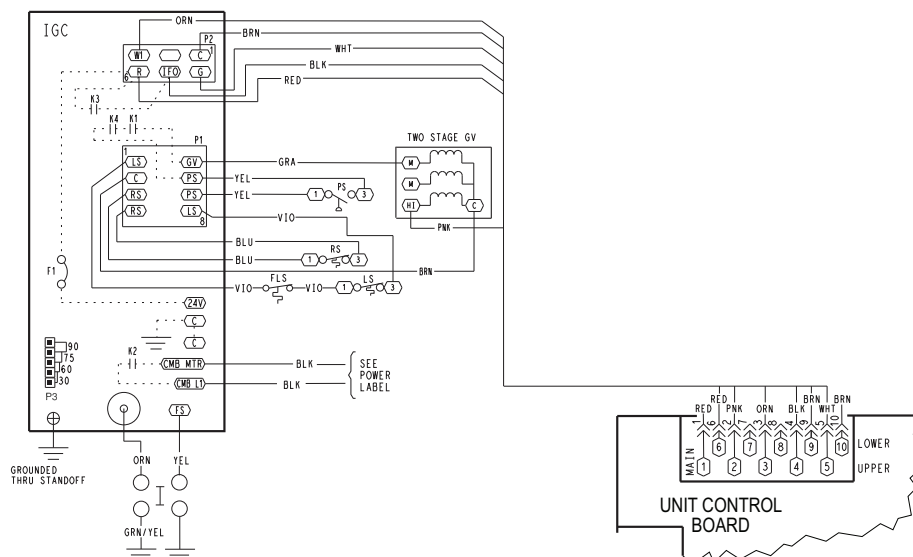 IGC
ORN
BRN
P2
1
WHT
W1
C
BLK
R
IFO
G
6
RED
K3
K4 K1
P1
TWO STAGE GV
1
LS
GV
GRA
M
C
PS
YEL
PS
1
3
M
RS
PS
YEL
RS
LS
VIO
HI
C
8
PNK
BLU
RS
BLU
1
3
BRN
F1
FLS
LS
VIO
VIO
1
3
24V
C
C
90
75
60
30
P3
K2
CMB MTR
BLK
SEE
POWER
LABEL
CMB L1
BLK
FS
GROUNDED
THRU STANDOFF
ORN
YEL
GRN/YEL
RED
RED
PNK
ORN
BLK
BRN
WHT
BRN
1
6
2
7
3
8
4
9
5
10
6
7
8
9
10
LOWER
MAIN
1
2
3
4
5
UPPER
UNIT CONTROL
BOARD